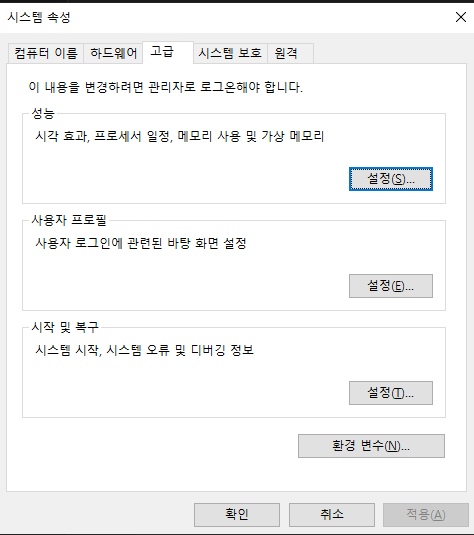 시스템 속성
컴퓨터 이름 하드웨어 고급 시스템 보호 원격
이 내용을 변경하려면 관리자로 로그온해야 합니다.
성능
시각 효과, 프로세서 일정, 메모리 사용 및 가상 메모리
설정(S)...
사용자 프로필
사용자 로그인에 관련된 바탕 화면 설정
설정(E)...
시작 및 복구
시스템 시작, 시스템 오류 및 디버깅 정보
설정(T)...
환경 변수(N)...
확인 취소 적용(A)